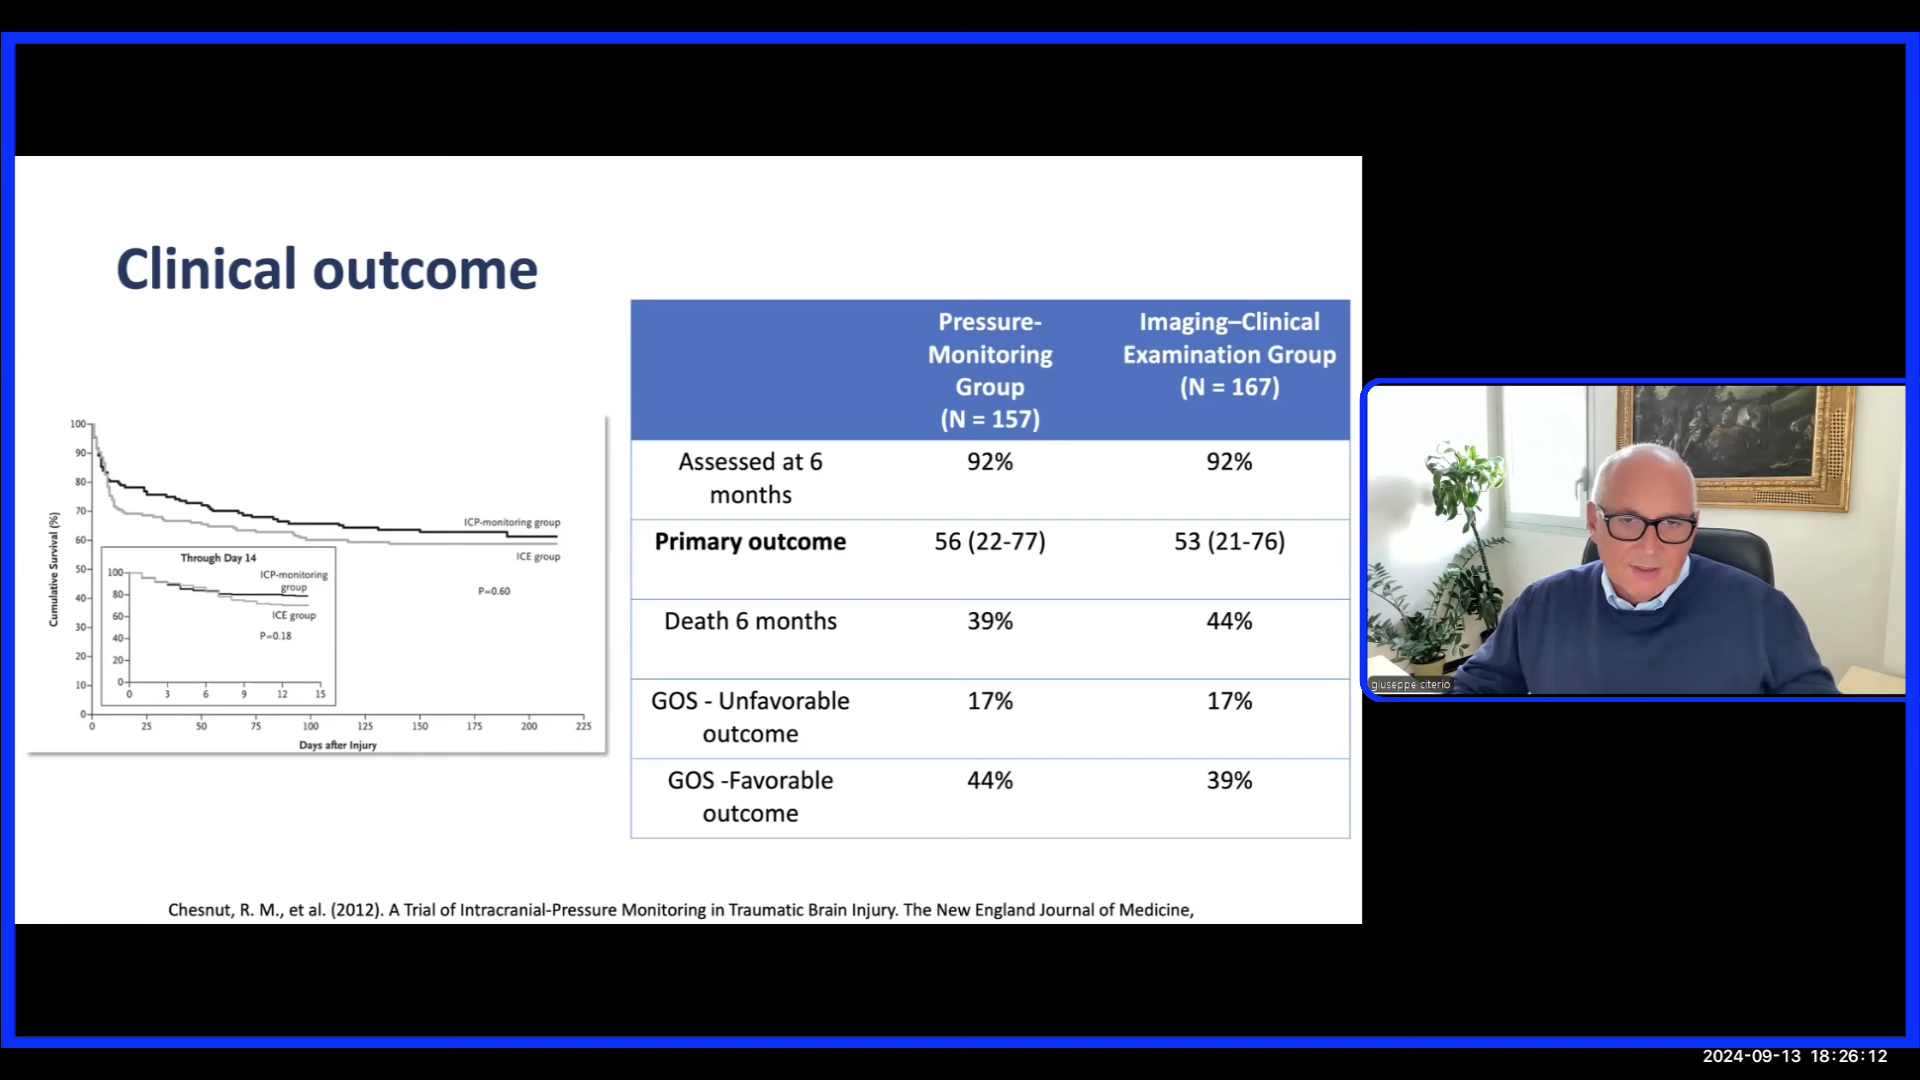 Clinical outcome
100
90
80
70
60
50
40
30
20
10
0
Cumulative Survival (%)
ICP-monitoring group
ICE group
P=0.60
Through Day 14
100
80
60
40
20
0
ICP-monitoring
group
ICE group
P=0.18
0 3 6 9 12 15
0 25 50 75 100 125 150 175 200 225
Days after Injury
Pressure-
Monitoring
Group
(N = 157)
Imaging–Clinical
Examination Group
(N = 167)
Assessed at 6
months
92% 92%
Primary outcome 56 (22-77) 53 (21-76)
Death 6 months 39% 44%
GOS - Unfavorable
outcome
17% 17%
GOS -Favorable
outcome
44% 39%
Chesnut, R. M., et al. (2012). A Trial of Intracranial-Pressure Monitoring in Traumatic Brain Injury. The New England Journal of Medicine,
giuseppe citerio
2024-09-13 18:26:12